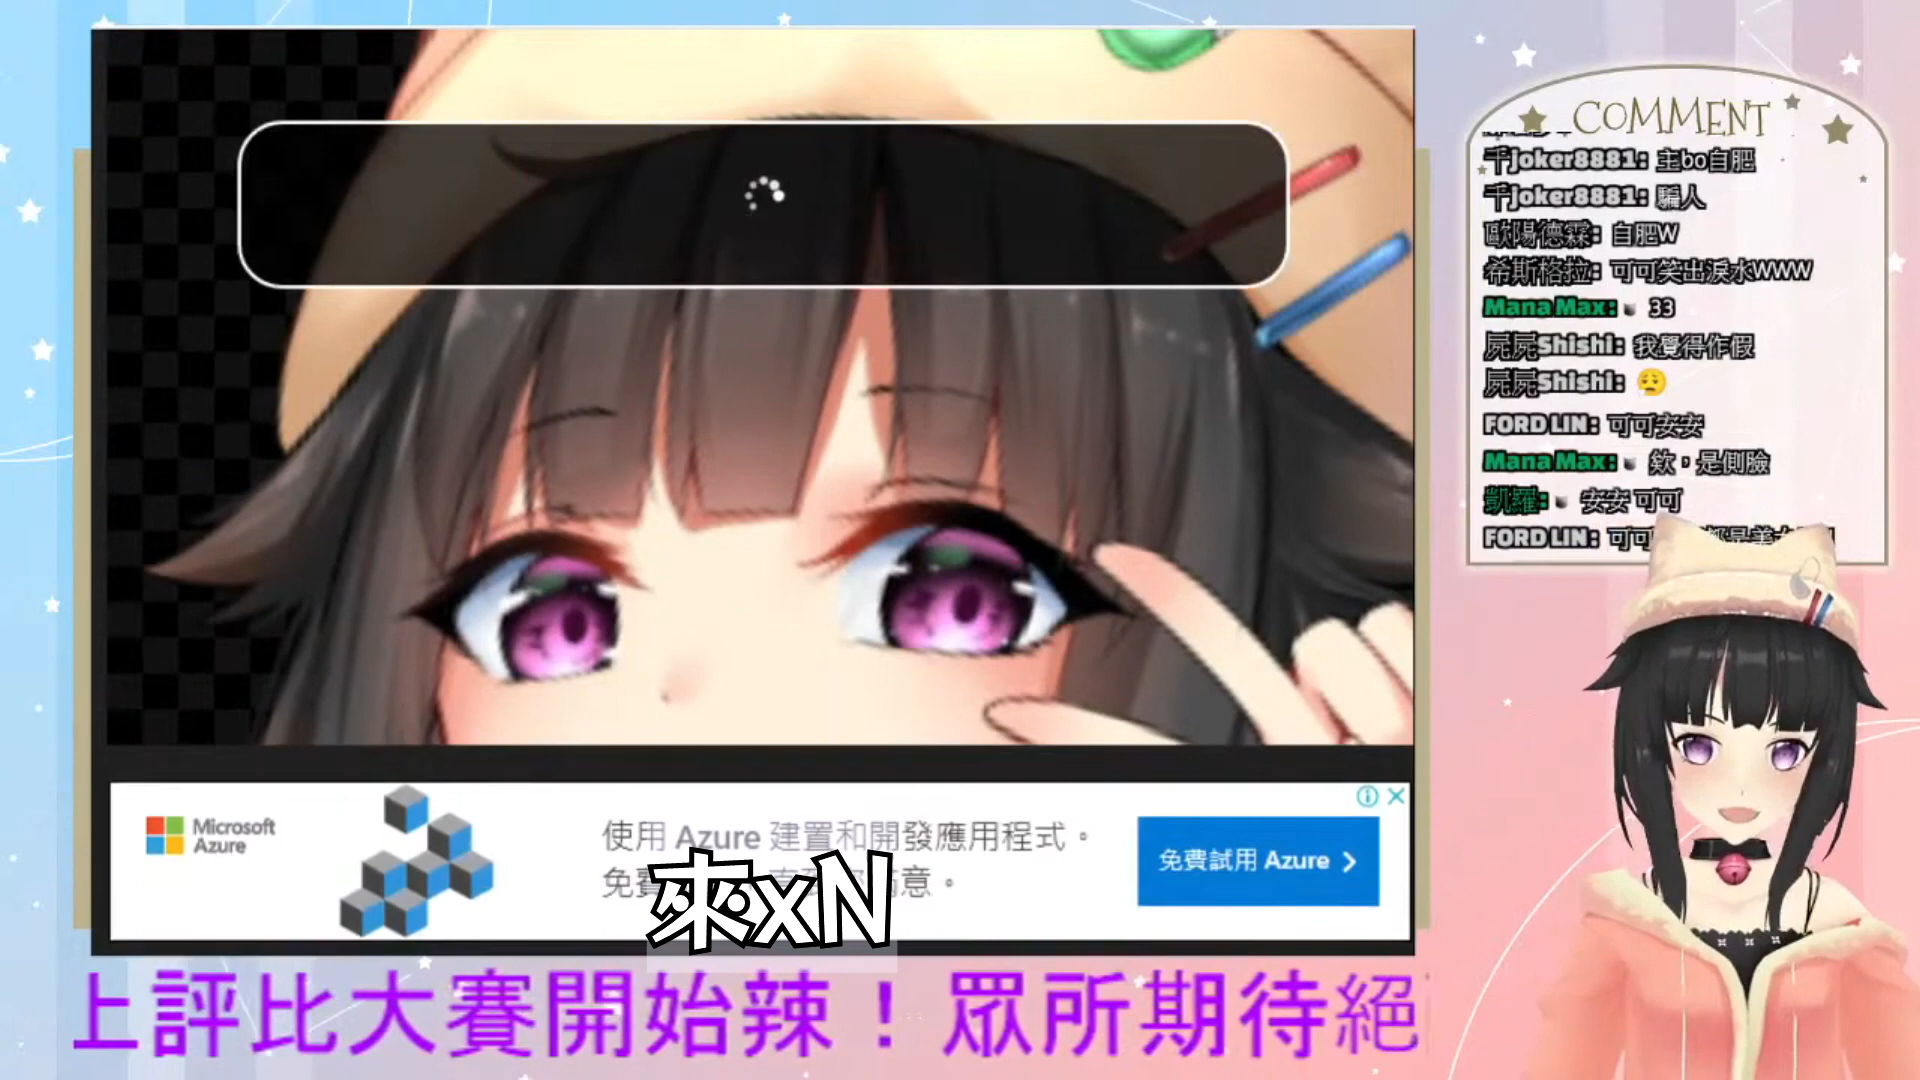 COMMENT
千joker8881: 主bo自肥
千joker8881: 騙人
歐陽德霖: 自肥W
希斯格拉: 可可笑出淚水WWW
Mana Max: 33
屍屍Shishi: 我覺得作假
屍屍Shishi: 😮‍💨
FORD LIN: 可可安安
Mana Max: 欸，是側臉
凱羅: 安安 可可
FORD LIN: 可可
Microsoft
Azure
使用 Azure 建置和開發應用程式。
免費 意。
免費試用 Azure
來xN
上評比大賽開始辣！眾所期待絕